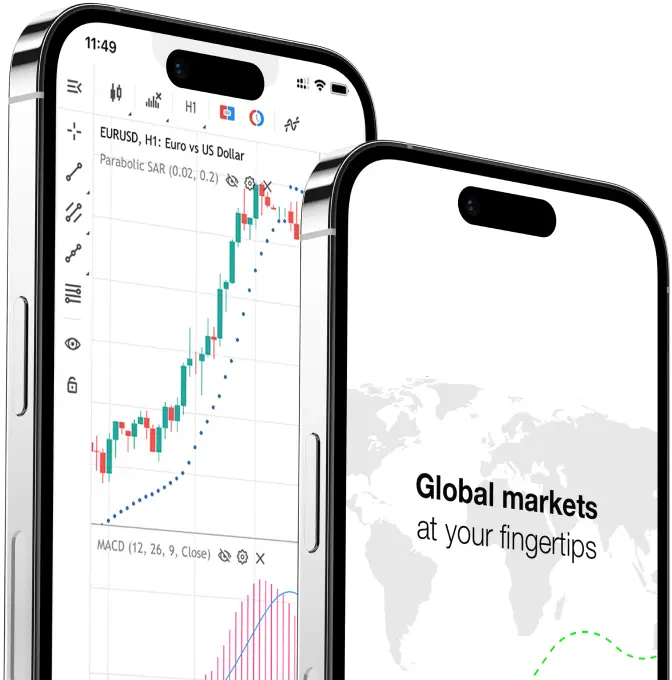 11:49
H1
EURUSD, H1: Euro vs US Dollar
Parabolic SAR (0.02, 0.2)
MACD (12, 26, 9, Close)
Global markets
at your fingertips